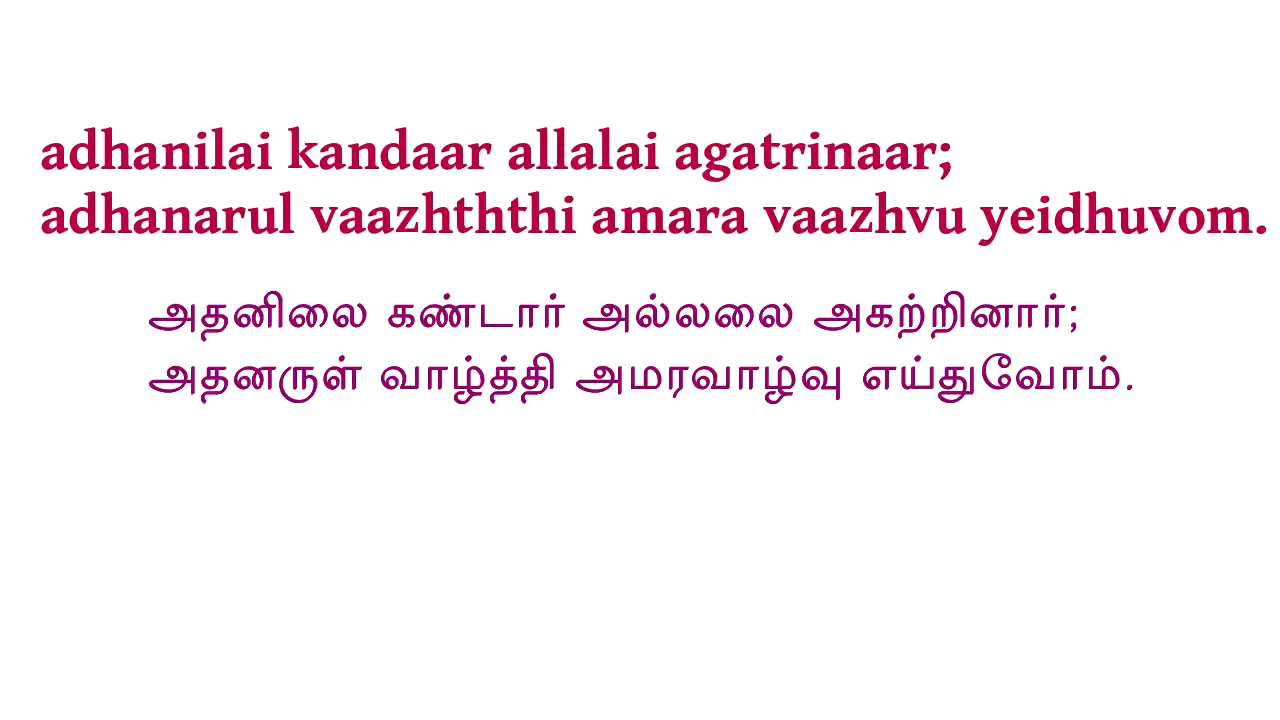 adhanilai kandaar allalai agatrinaar;
adhanarul vaazhththi amara vaazhvu yeidhuvom.
அதனிலை கண்டார் அல்லலை அகற்றினார்;
அதனருள் வாழ்த்தி அமரவாழ்வு எய்துவோம்.